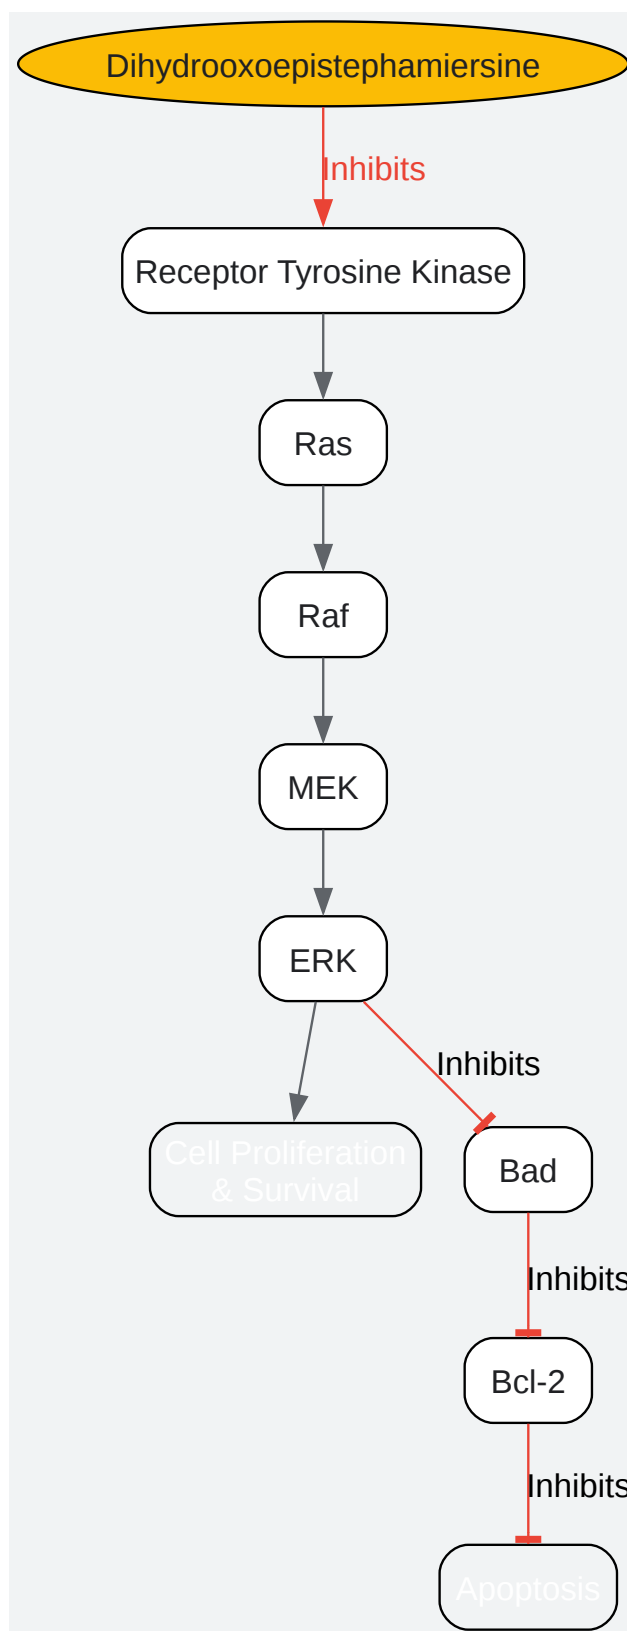 Dihydrooxoepistephamiersine
Inhibits
Receptor Tyrosine Kinase
Ras
Raf
MEK
ERK
Inhibits
Cell Proliferation
& Survival
Bad
Inhibits
Bcl-2
Inhibits
Apoptosis